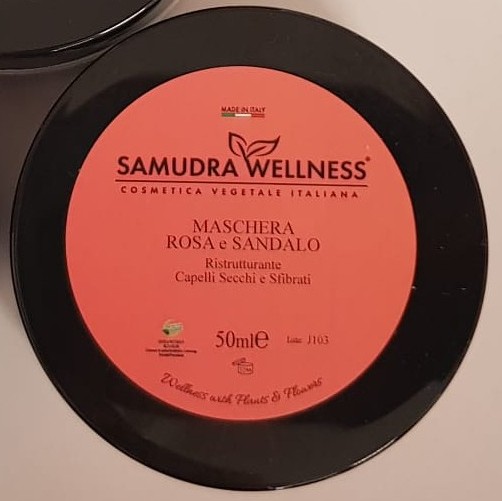 MADE IN ITALY
SAMUDRA WELLNESS®
COSMETICA VEGETALE ITALIANA
MASCHERA
ROSA e SANDALO
Ristrutturante
Capelli Secchi e Sfibrati
50ml℮ Lotto: J103
Wellness with Plants & Flowers